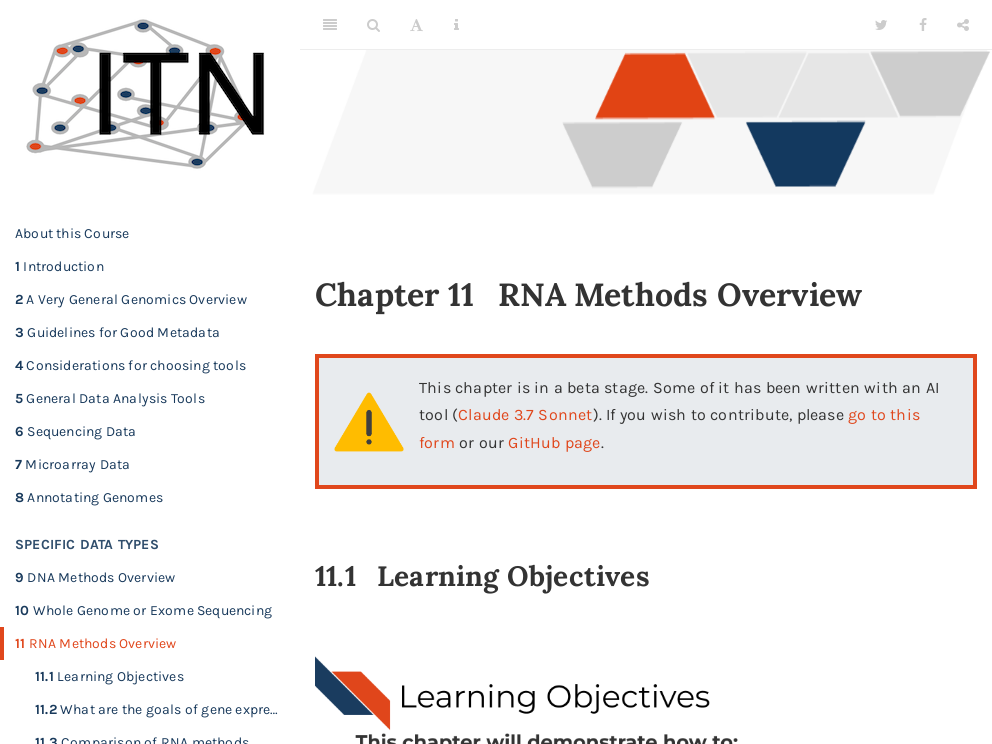 ITN
About this Course
1 Introduction
2 A Very General Genomics Overview
3 Guidelines for Good Metadata
4 Considerations for choosing tools
5 General Data Analysis Tools
6 Sequencing Data
7 Microarray Data
8 Annotating Genomes
SPECIFIC DATA TYPES
9 DNA Methods Overview
10 Whole Genome or Exome Sequencing
11 RNA Methods Overview
11.1 Learning Objectives
11.2 What are the goals of gene expre…
11.3 Comparison of RNA methods
Chapter 11 RNA Methods Overview
This chapter is in a beta stage. Some of it has been written with an AI
tool (Claude 3.7 Sonnet). If you wish to contribute, please go to this
form or our GitHub page.
11.1 Learning Objectives
Learning Objectives
This chapter will demonstrate how to: